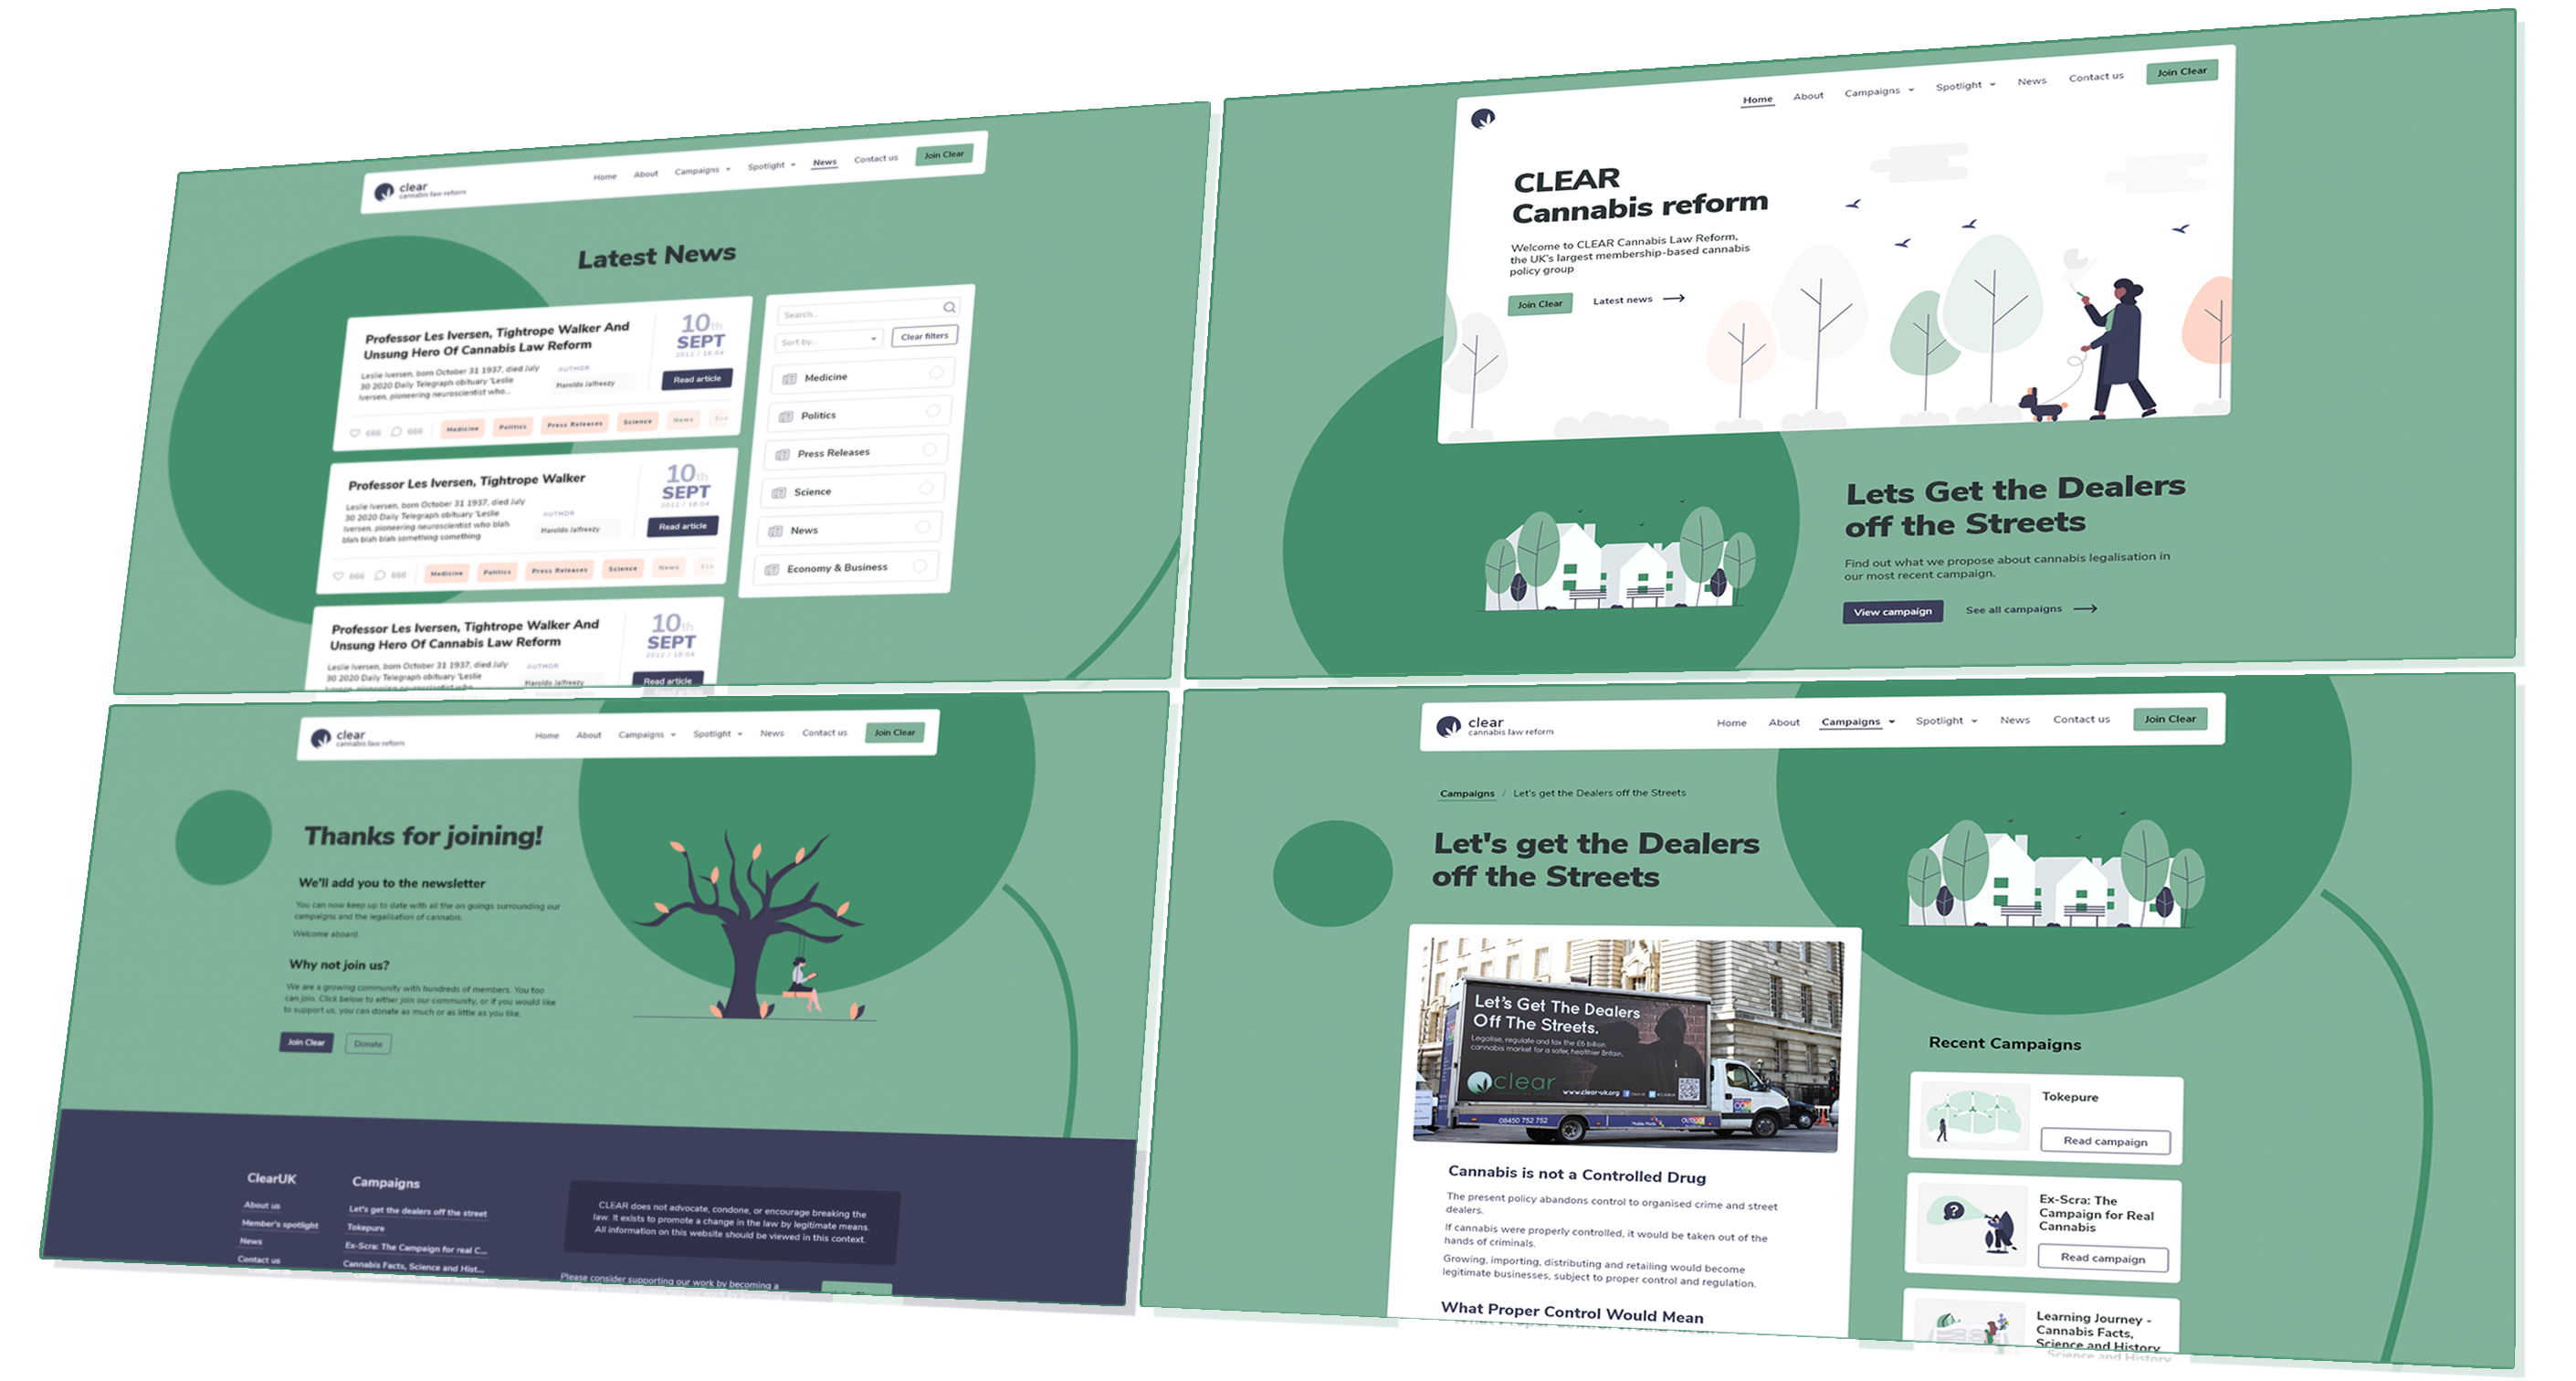 clear
cannabis law reform
Home About Campaigns Spotlight News Contact us Join Clear
Latest News
Professor Les Iversen, Tightrope Walker And
Unsung Hero Of Cannabis Law Reform
Leslie Iversen, born October 31 1937, died July
30 2020 Daily Telegraph obituary "Leslie
Iversen, pioneering neuroscientist who...
AUTHOR
Haroldo Jalfreezy
10th
SEPT
2012 / 18:04
Read article
666 666 Medicine Politics Press Releases Science News Eco
Professor Les Iversen, Tightrope Walker
Leslie Iversen, born October 31 1937, died July
30 2020 Daily Telegraph obituary "Leslie
Iversen, pioneering neuroscientist who blah
blah blah blah something something
AUTHOR
Haroldo Jalfreezy
10th
SEPT
2012 / 18:04
Read article
666 666 Medicine Politics Press Releases Science News Eco
Professor Les Iversen, Tightrope Walker And
Unsung Hero Of Cannabis Law Reform
Leslie Iversen, born October 31 1937, died July
30 2020 Daily Telegraph obituary "Leslie
Iversen, pioneering neuroscientist who
AUTHOR
Haroldo Jalfreezy
10th
SEPT
2012 / 18:04
Read article
Search...
Sort by... Clear filters
Medicine
Politics
Press Releases
Science
News
Economy & Business
Home About Campaigns Spotlight News Contact us Join Clear
CLEAR
Cannabis reform
Welcome to CLEAR Cannabis Law Reform,
the UK's largest membership-based cannabis
policy group
Join Clear Latest news
Lets Get the Dealers
off the Streets
Find out what we propose about cannabis legalisation in
our most recent campaign.
View campaign See all campaigns
clear
cannabis law reform
Home About Campaigns Spotlight News Contact us Join Clear
Thanks for joining!
We'll add you to the newsletter
You can now keep up to date with all the on goings surrounding our
campaigns and the legalisation of cannabis.
Welcome aboard.
Why not join us?
We are a growing community with hundreds of members. You too
can join. Click below to either join our community, or if you would like
to support us, you can donate as much or as little as you like.
Join Clear Donate
ClearUK
About us
Member's spotlight
News
Contact us
Campaigns
Let's get the dealers off the street
Tokepure
Ex-Scra: The Campaign for real C...
Cannabis Facts, Science and Hist...
CLEAR does not advocate, condone, or encourage breaking the
law. It exists to promote a change in the law by legitimate means.
All information on this website should be viewed in this context.
Please consider supporting our work by becoming a
clear
cannabis law reform
Home About Campaigns Spotlight News Contact us Join Clear
Campaigns / Let's get the Dealers off the Streets
Let's get the Dealers
off the Streets
Let's Get The Dealers
Off The Streets.
Legalise, regulate and tax the £6 billion
cannabis market for a safer, healthier Britain.
clear
www.clear-uk.org
08450 752 752
Cannabis is not a Controlled Drug
The present policy abandons control to organised crime and street
dealers.
If cannabis were properly controlled, it would be taken out of the
hands of criminals.
Growing, importing, distributing and retailing would become
legitimate businesses, subject to proper control and regulation.
What Proper Control Would Mean
Recent Campaigns
Tokepure
Read campaign
Ex-Scra: The
Campaign for Real
Cannabis
Read campaign
Learning Journey -
Cannabis Facts,
Science and History